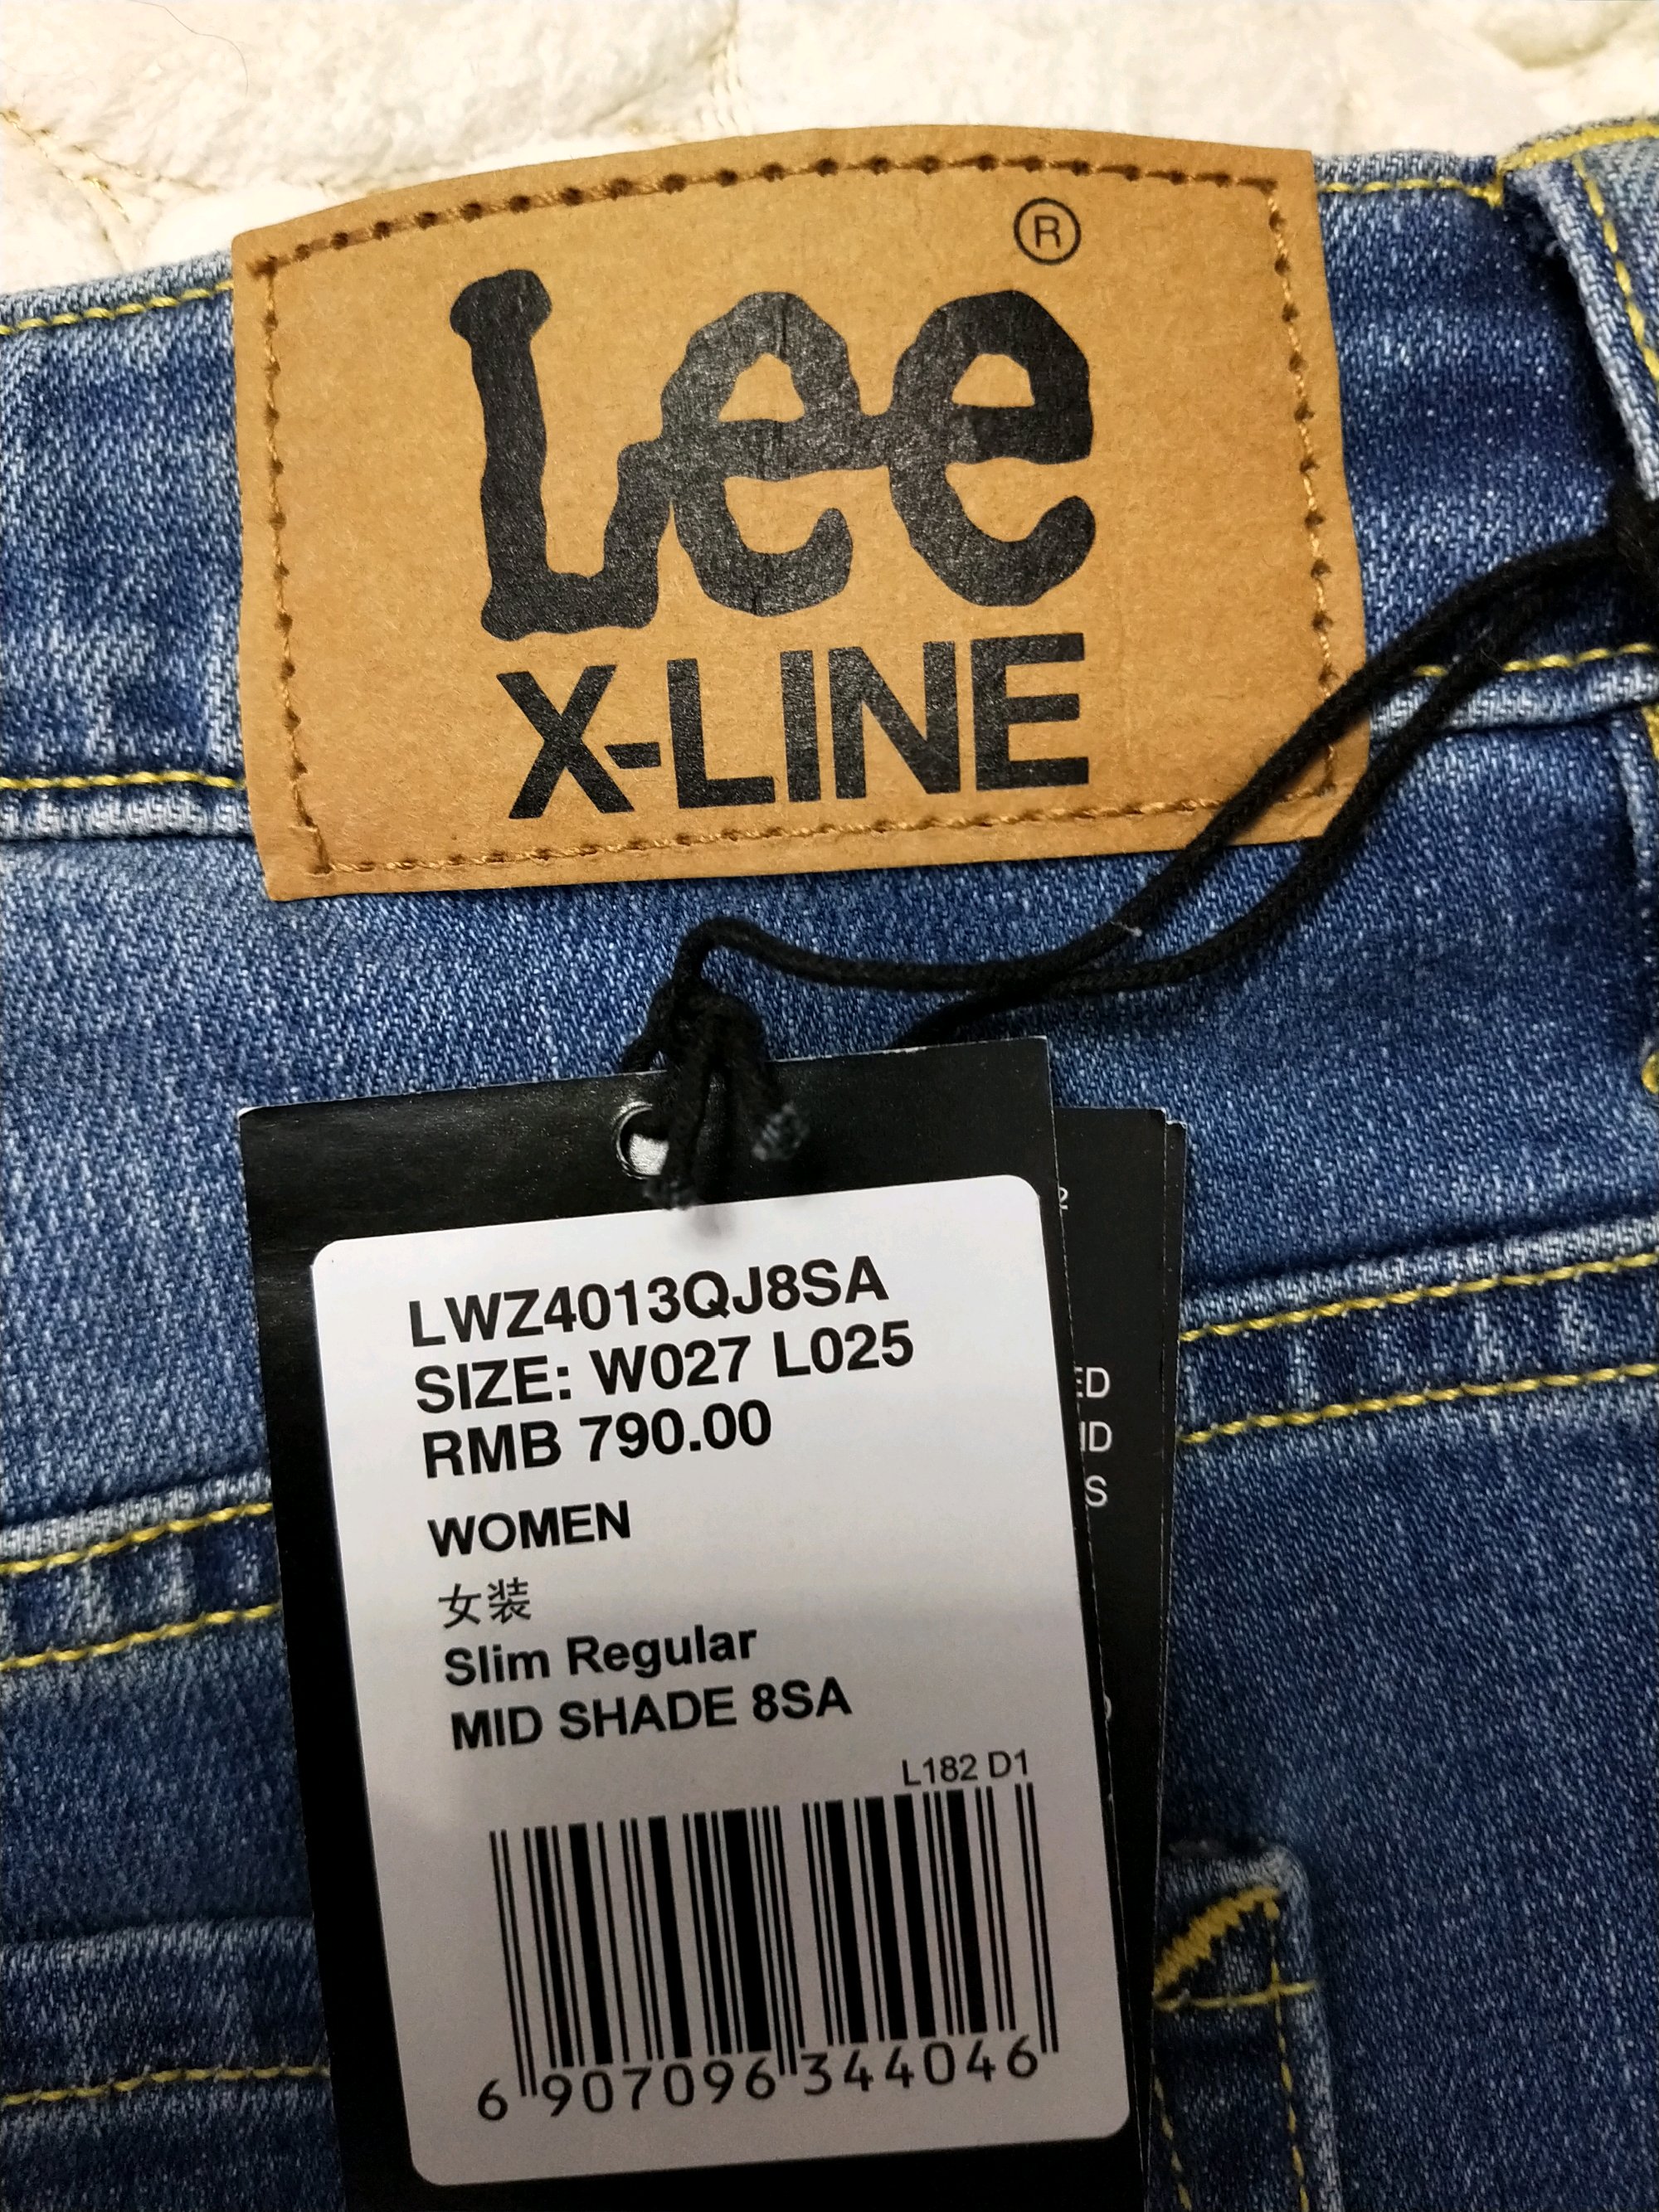 ®
Lee
X-LINE
LWZ4013QJ8SA
SIZE: W027 L025
RMB 790.00
WOMEN
女装
Slim Regular
MID SHADE 8SA
L182 D1
6 907096 344046